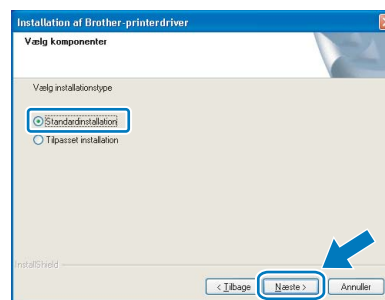 Installation af Brother-printerdriver
Vælg komponenter
Vælg installationstype
Standardinstallation
Tilpasset installation
InstallShield
< Tilbage Næste > Annuller